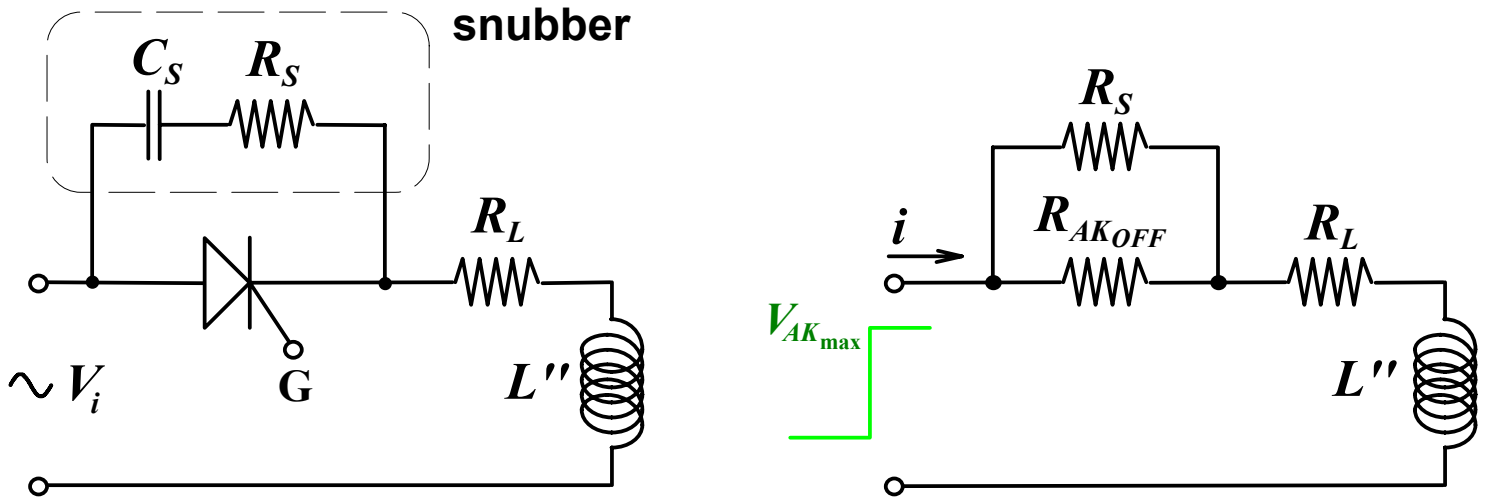 snubber
C_S
R_S
R_L
L"
G
~ V_i
R_S
R_AK_OFF
R_L
i
V_AK_max
L"